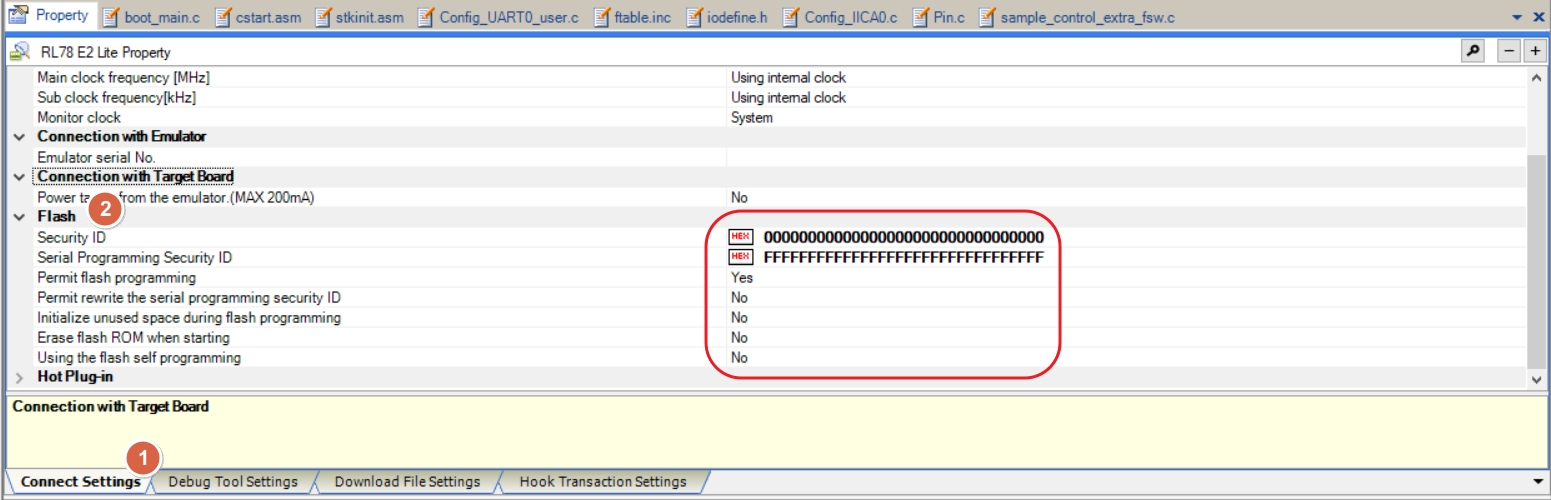 Property boot_main.c cstart.asm stkinit.asm Config_UART0_user.c ftable.inc iodefine.h Config_IICA0.c Pin.c sample_control_extra_fsw.c
RL78 E2 Lite Property
Main clock frequency [MHz] Using internal clock
Sub clock frequency[kHz] Using internal clock
Monitor clock System
Connection with Emulator
Emulator serial No.
Connection with Target Board
Power ta from the emulator.(MAX 200mA) No
2
Flash
Security ID HEX 00000000000000000000000000000000
Serial Programming Security ID HEX FFFFFFFFFFFFFFFFFFFFFFFFFFFFFFFF
Permit flash programming Yes
Permit rewrite the serial programming security ID No
Initialize unused space during flash programming No
Erase flash ROM when starting No
Using the flash self programming No
Hot Plug-in
Connection with Target Board
1
Connect Settings Debug Tool Settings Download File Settings Hook Transaction Settings